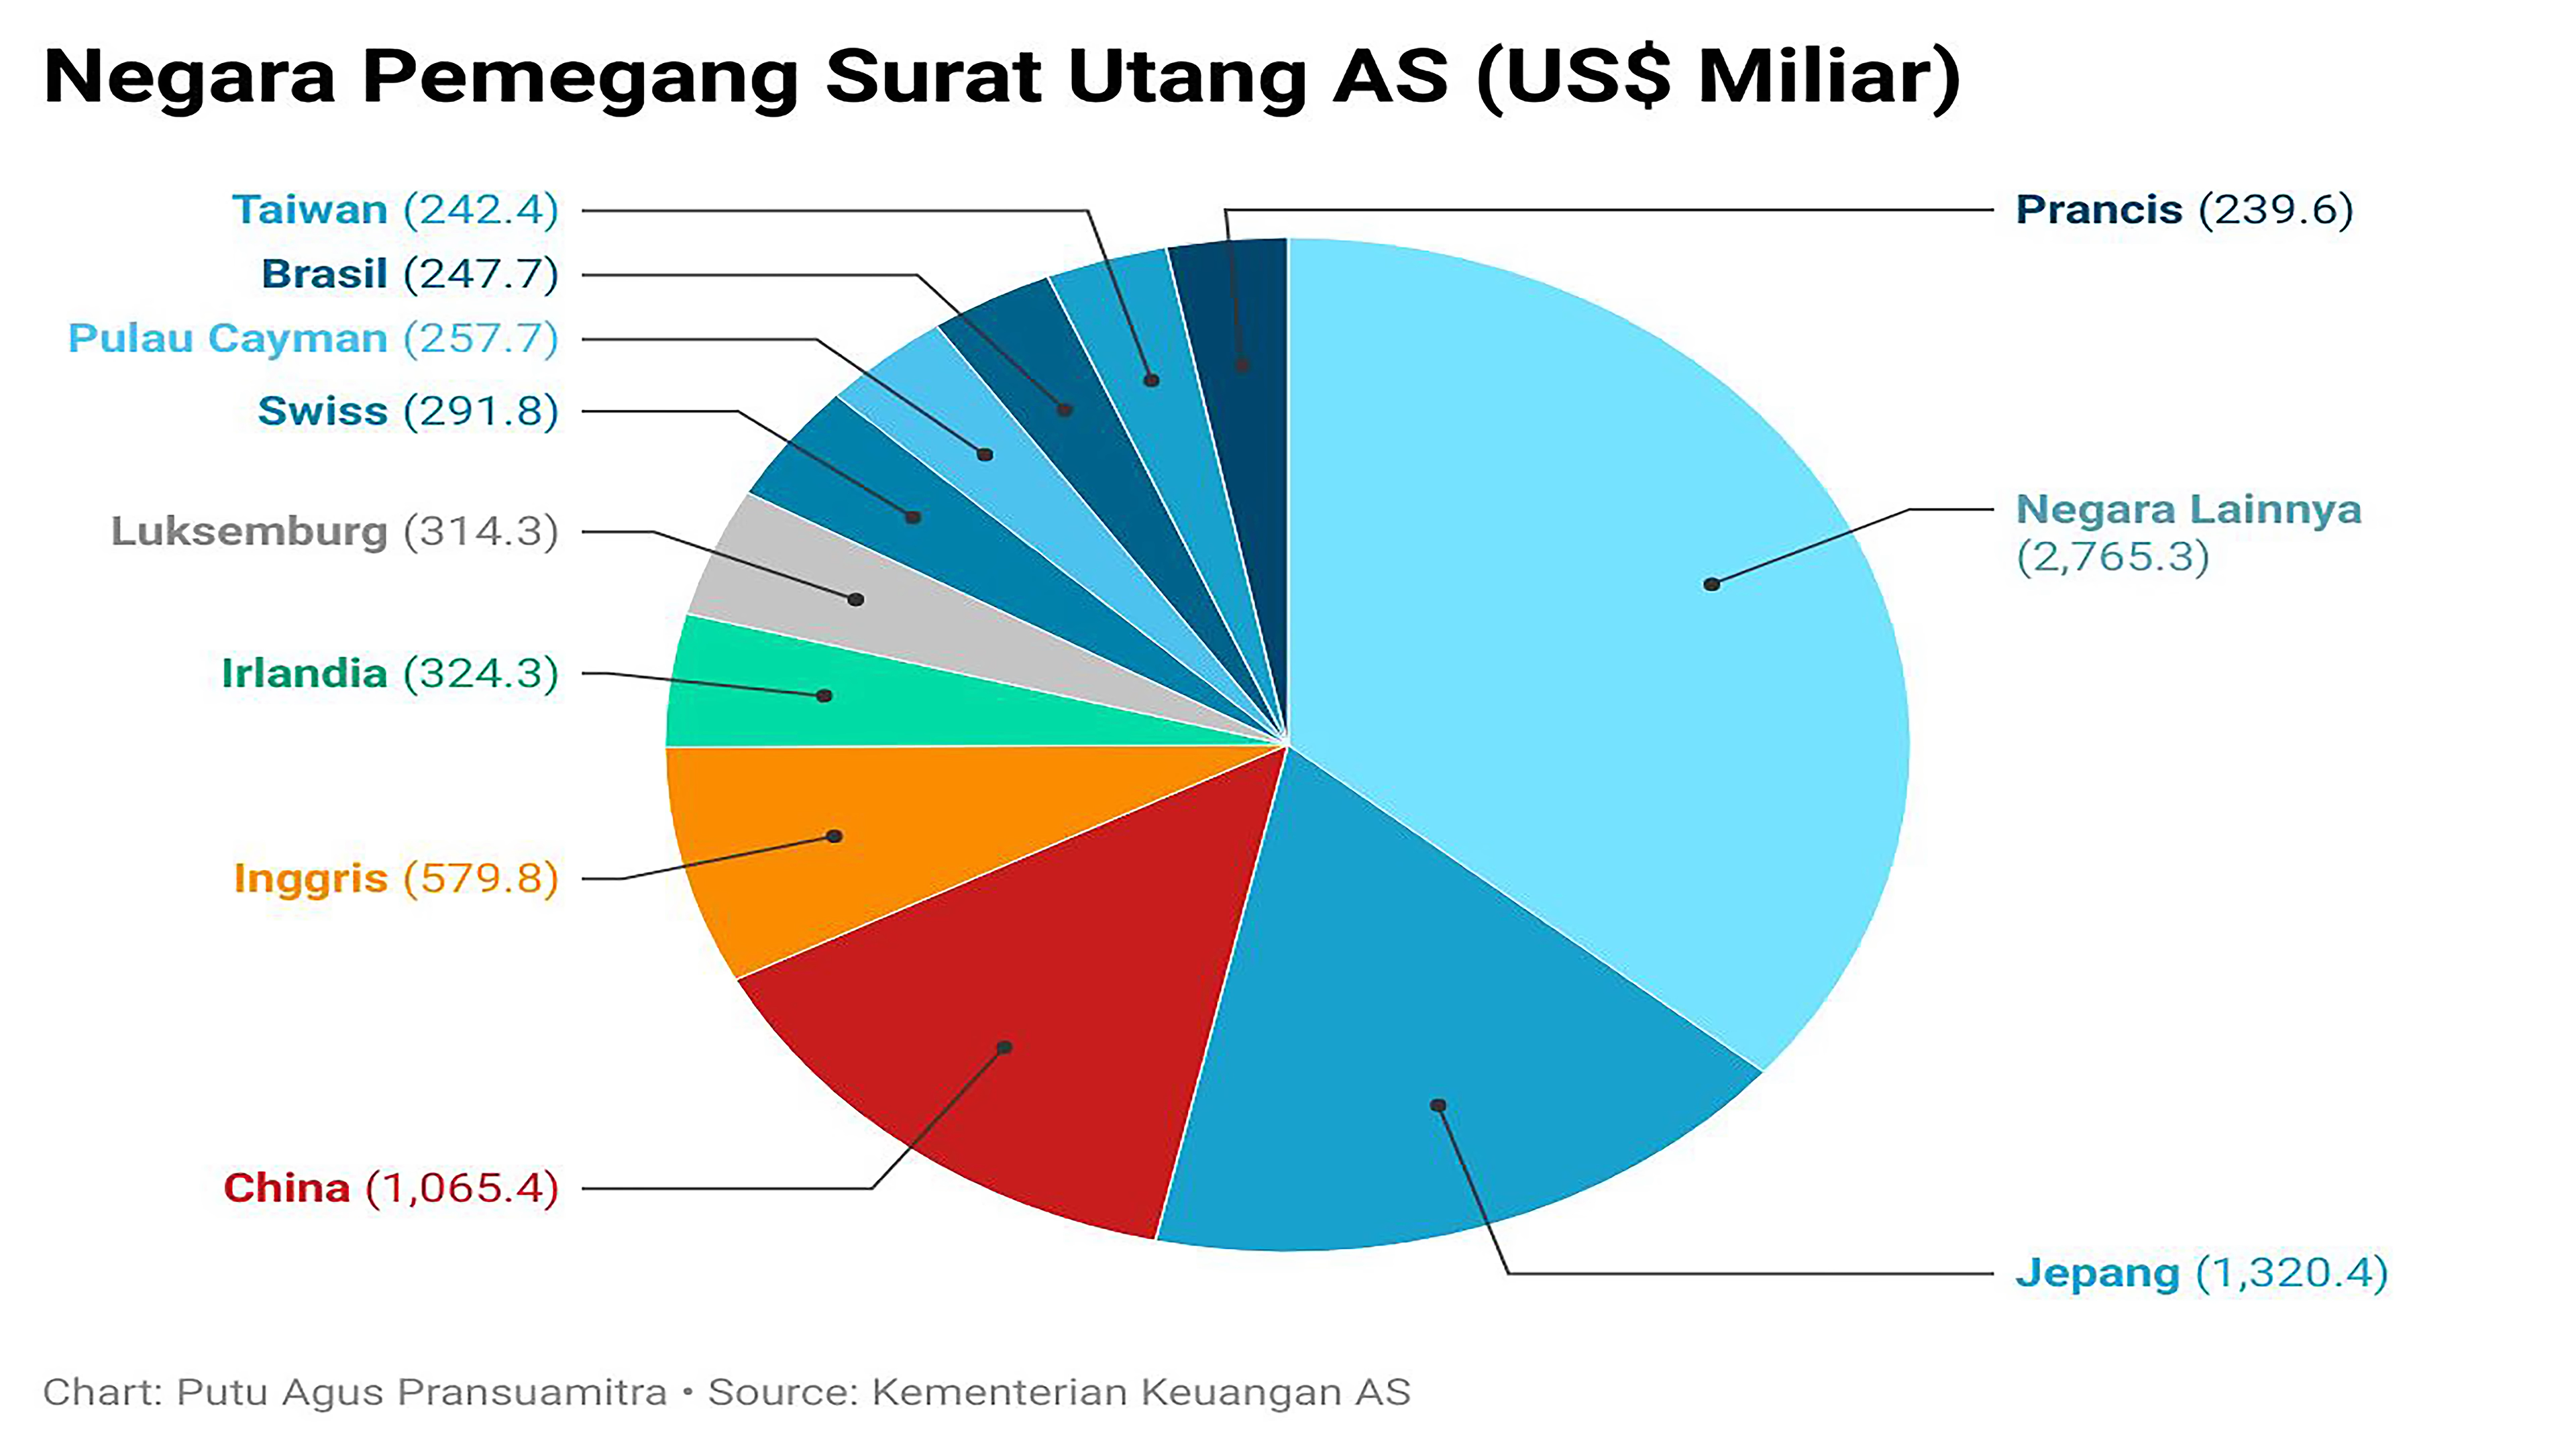 Negara Pemegang Surat Utang AS (US$ Miliar)
Taiwan (242.4)
Brasil (247.7)
Pulau Cayman (257.7)
Swiss (291.8)
Luksemburg (314.3)
Irlandia (324.3)
Inggris (579.8)
China (1,065.4)
Prancis (239.6)
Negara Lainnya
(2,765.3)
Jepang (1,320.4)
Chart: Putu Agus Pransuamitra • Source: Kementerian Keuangan AS